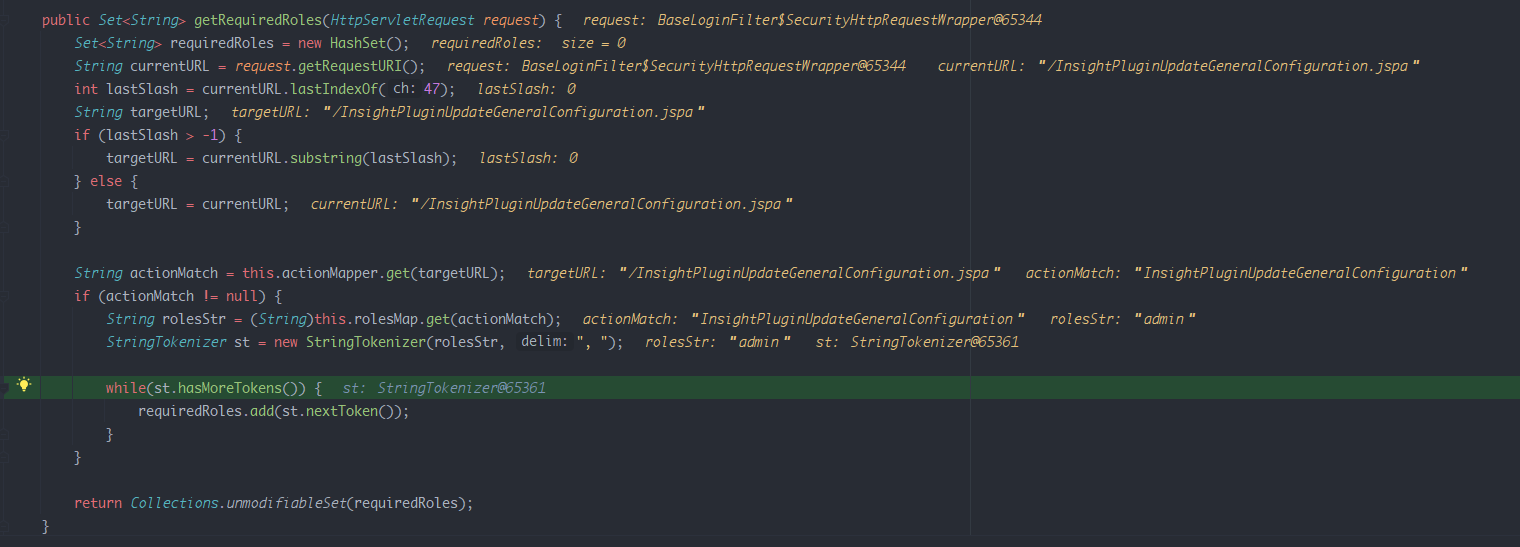 public Set<String> getRequiredRoles(HttpServletRequest request) {   request: BaseLoginFilter$SecurityHttpRequestWrapper@65344
    Set<String> requiredRoles = new HashSet();   requiredRoles:  size = 0
    String currentURL = request.getRequestURI();   request: BaseLoginFilter$SecurityHttpRequestWrapper@65344    currentURL: "/InsightPluginUpdateGeneralConfiguration.jspa"
    int lastSlash = currentURL.lastIndexOf( ch: 47);   lastSlash: 0
    String targetURL;   targetURL: "/InsightPluginUpdateGeneralConfiguration.jspa"
    if (lastSlash > -1) {
        targetURL = currentURL.substring(lastSlash);   lastSlash: 0
    } else {
        targetURL = currentURL;   currentURL: "/InsightPluginUpdateGeneralConfiguration.jspa"
    }
    String actionMatch = this.actionMapper.get(targetURL);   targetURL: "/InsightPluginUpdateGeneralConfiguration.jspa"   actionMatch: "InsightPluginUpdateGeneralConfiguration"
    if (actionMatch != null) {
        String rolesStr = (String)this.rolesMap.get(actionMatch);   actionMatch: "InsightPluginUpdateGeneralConfiguration"   rolesStr: "admin"
        StringTokenizer st = new StringTokenizer(rolesStr,  delim: ", ");   rolesStr: "admin"   st: StringTokenizer@65361
        while(st.hasMoreTokens()) {   st: StringTokenizer@65361
            requiredRoles.add(st.nextToken());
        }
    }
    return Collections.unmodifiableSet(requiredRoles);
}